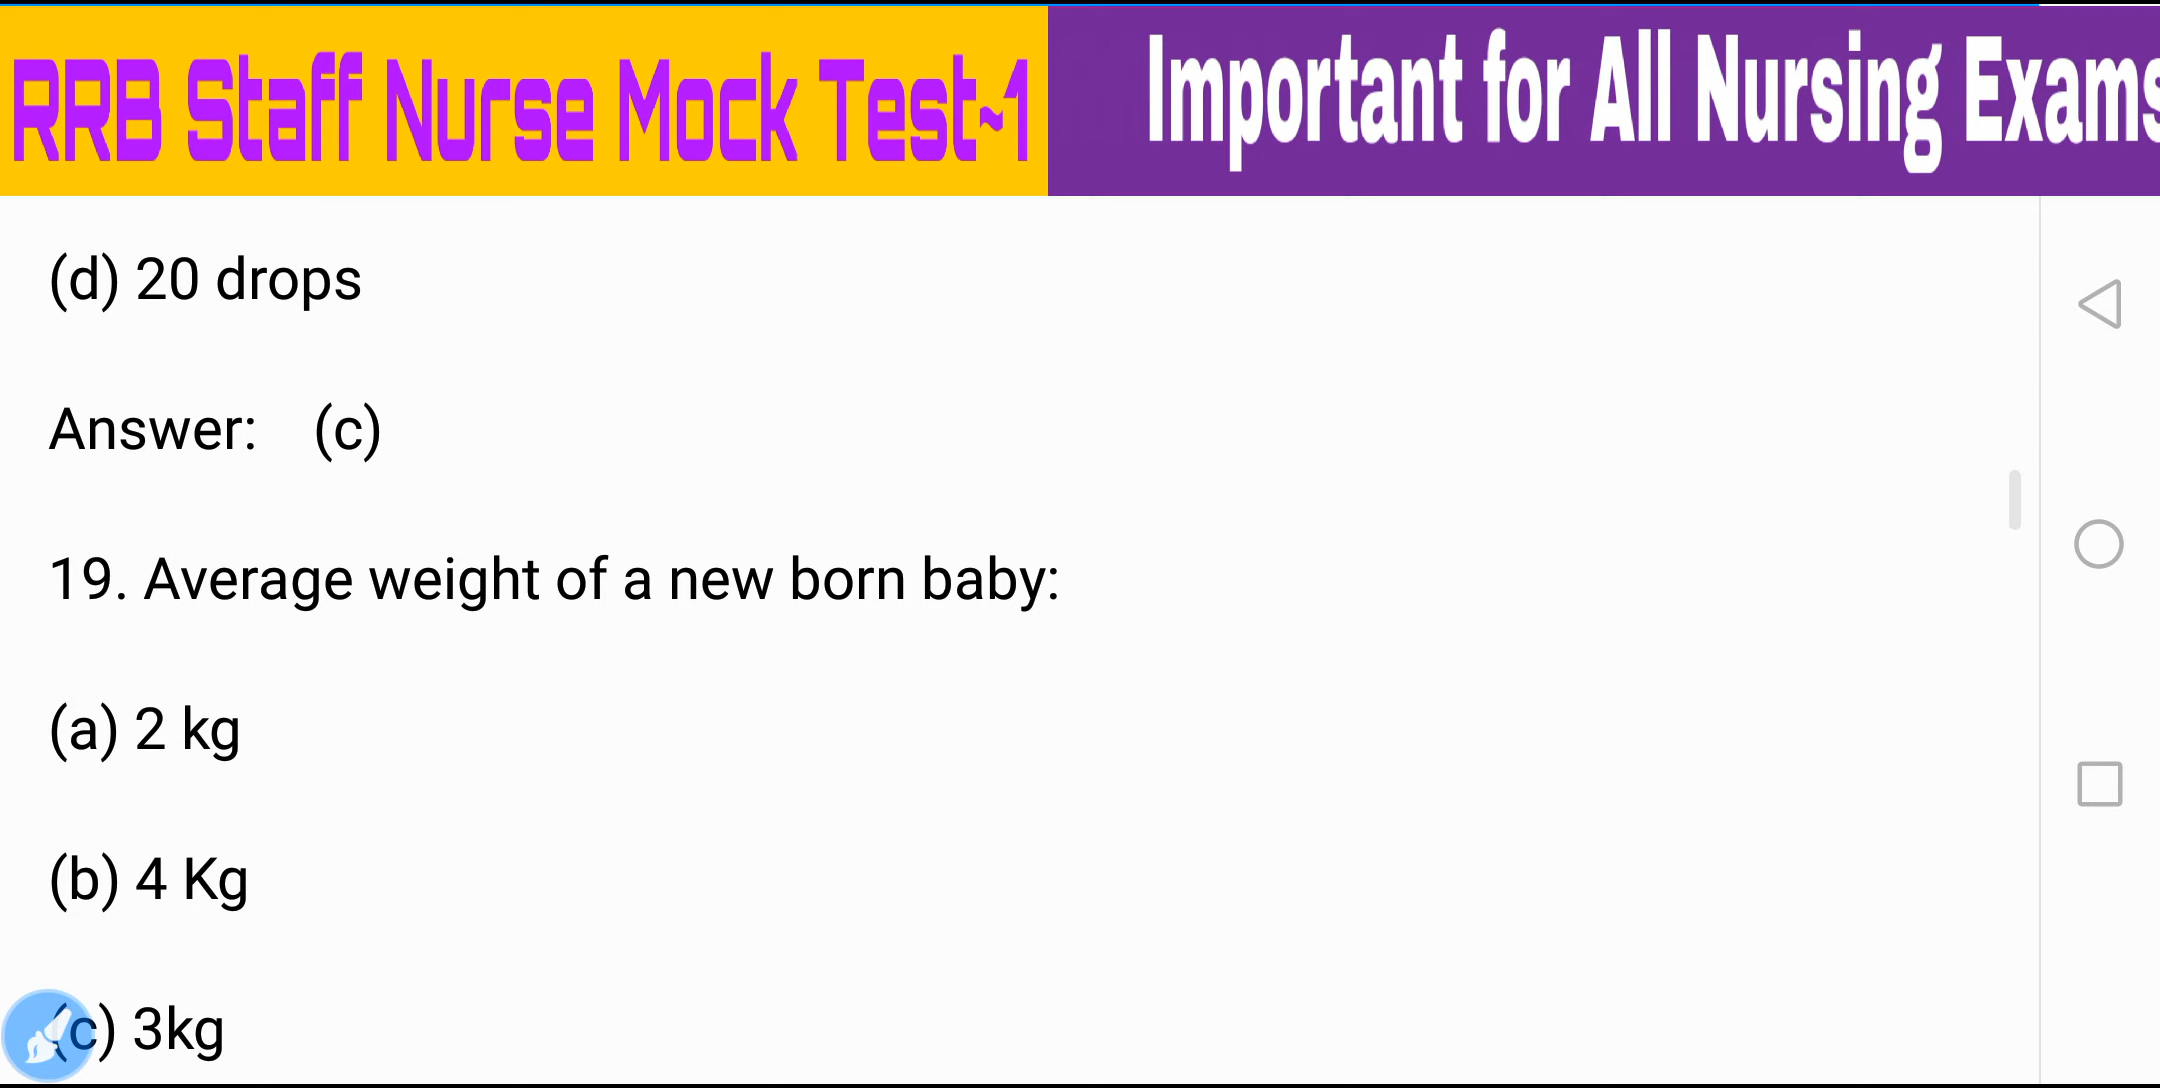 RRB Staff Nurse Mock Test~1
Important for All Nursing Exams
(d) 20 drops
Answer: (c)
19. Average weight of a new born baby:
(a) 2 kg
(b) 4 Kg
(c) 3kg